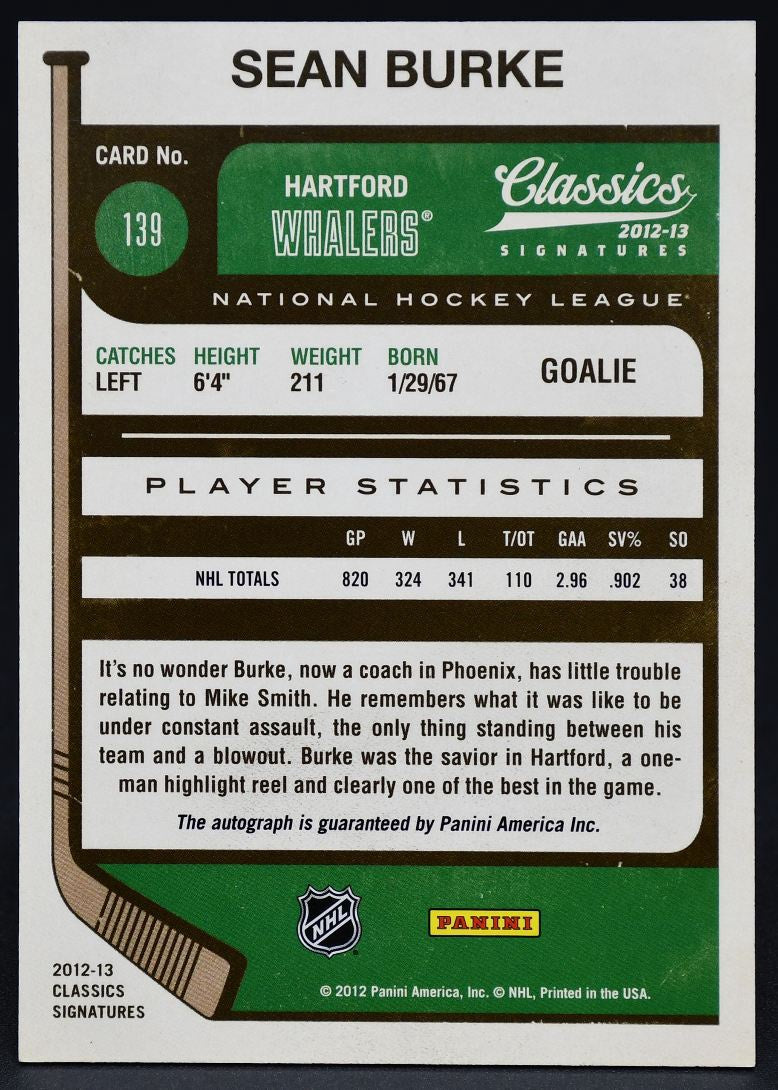 SEAN BURKE
CARD No.
139
HARTFORD
WHALERS®
Classics
2012-13
SIGNATURES
NATIONAL HOCKEY LEAGUE
CATCHES HEIGHT WEIGHT BORN
LEFT 6'4" 211 1/29/67
GOALIE
PLAYER STATISTICS
GP W L T/OT GAA SV% SO
NHL TOTALS 820 324 341 110 2.96 .902 38
It's no wonder Burke, now a coach in Phoenix, has little trouble
relating to Mike Smith. He remembers what it was like to be
under constant assault, the only thing standing between his
team and a blowout. Burke was the savior in Hartford, a one-
man highlight reel and clearly one of the best in the game.
The autograph is guaranteed by Panini America Inc.
NHL
PANINI
2012-13
CLASSICS
SIGNATURES
© 2012 Panini America, Inc. © NHL, Printed in the USA.